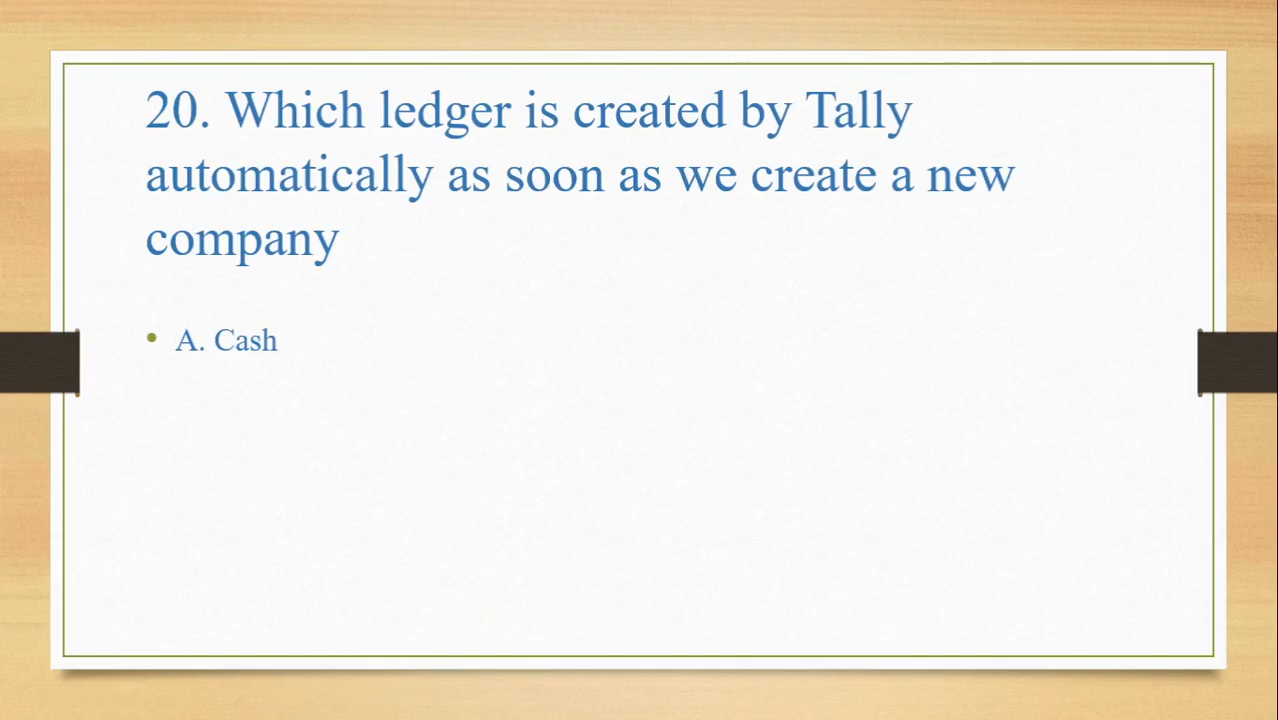 20. Which ledger is created by Tally
automatically as soon as we create a new
company
• A. Cash